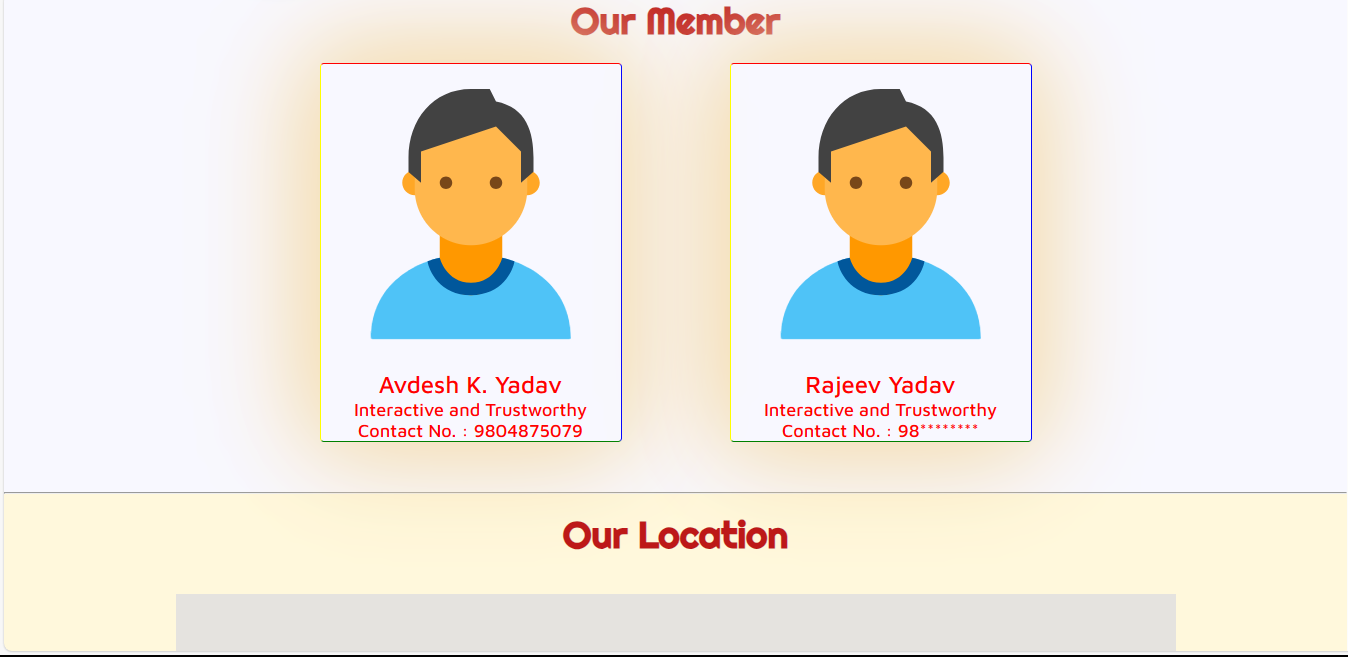 Our Member
Avdesh K. Yadav
Interactive and Trustworthy
Contact No. : 9804875079
Rajeev Yadav
Interactive and Trustworthy
Contact No. : 98********
Our Location